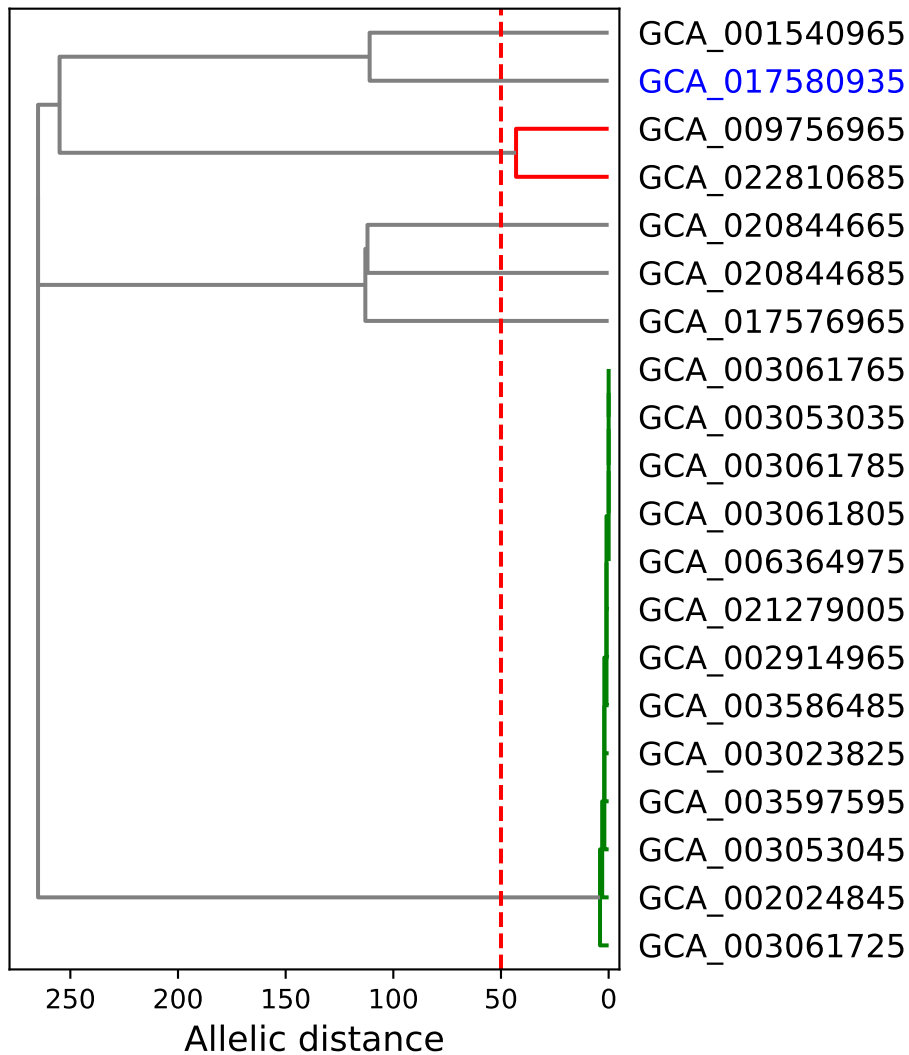 GCA_001540965
GCA_017580935
GCA_009756965
GCA_022810685
GCA_020844665
GCA_020844685
GCA_017576965
GCA_003061765
GCA_003053035
GCA_003061785
GCA_003061805
GCA_006364975
GCA_021279005
GCA_002914965
GCA_003586485
GCA_003023825
GCA_003597595
GCA_003053045
GCA_002024845
GCA_003061725
250 200 150 100 50 0
Allelic distance